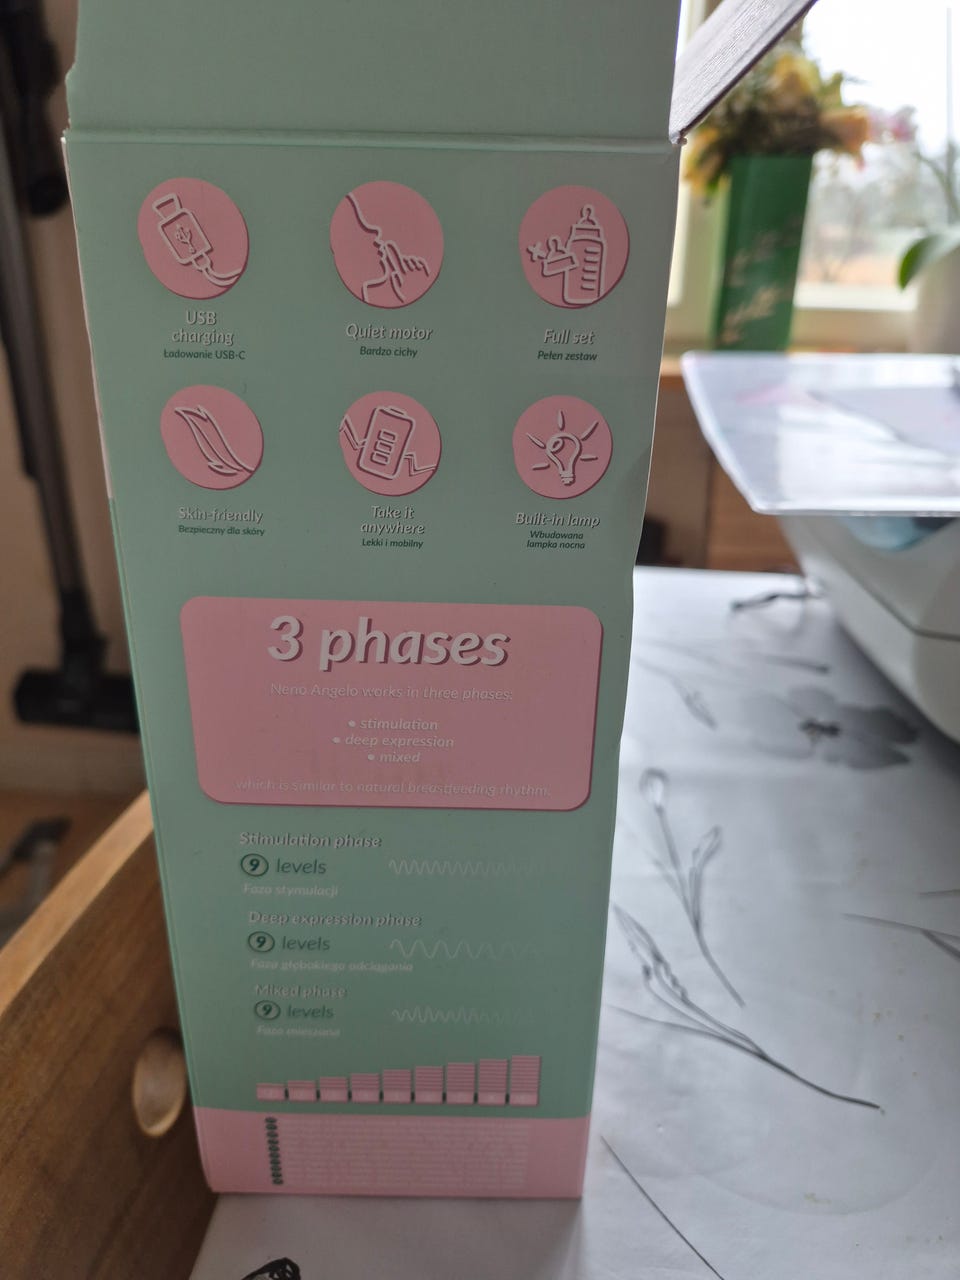 USB
charging
Ładowanie USB-C
Quiet motor
Bardzo cichy
Full set
Pełen zestaw
Skin-friendly
Bezpieczny dla skóry
Take it
anywhere
Lekki i mobilny
Built-in lamp
Wbudowana
lampka nocna
3 phases
Neno Angelo works in three phases:
• stimulation
• deep expression
• mixed
which is similar to natural breastfeeding rhythm.
Stimulation phase
9 levels
Faza stymulacji
Deep expression phase
9 levels
Faza głębokiego odciągania
Mixed phase
9 levels
Faza mieszana